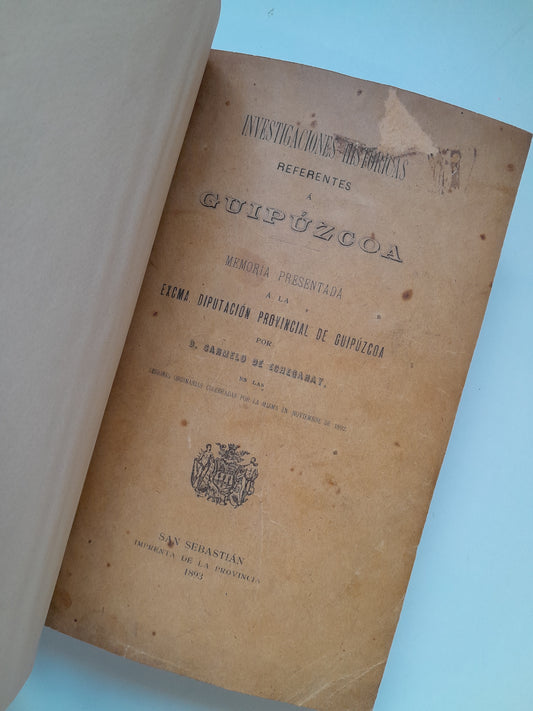 INVESTIGACIONES HISTÓRICAS
REFERENTES
Á
GUIPÚZCOA
MEMORIA PRESENTADA
Á LA
EXCMA. DIPUTACIÓN PROVINCIAL DE GUIPÚZCOA
POR
D. CARMELO DE ECHEGARAY,
EN LAS
SESIONES ORDINARIAS CELEBRADAS POR LA MISMA EN NOVIEMBRE DE 1892
SAN SEBASTIÁN
IMPRENTA DE LA PROVINCIA
1893